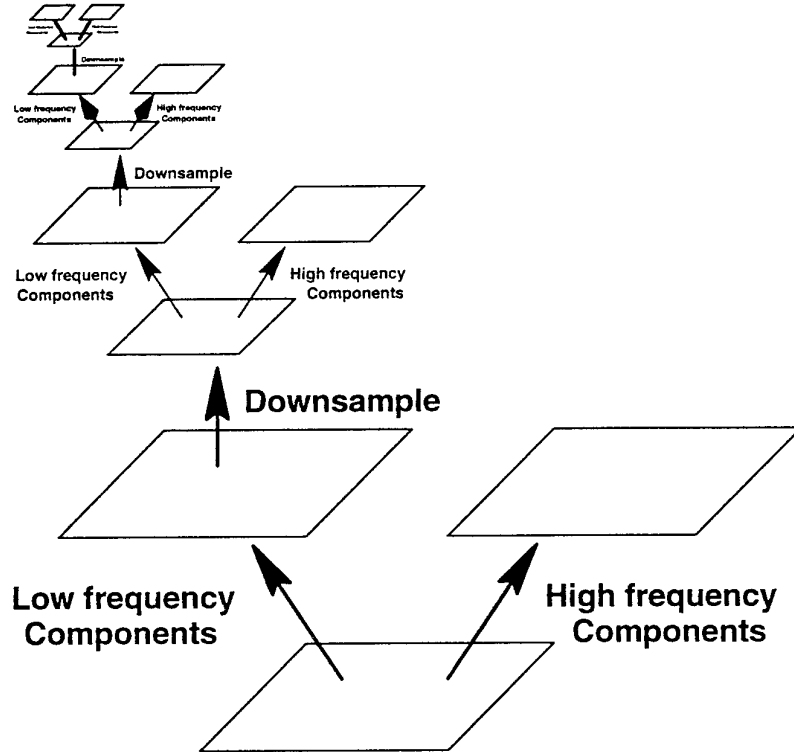 Downsample
Low frequency
Components
High frequency
Components
Downsample
Low frequency
Components
High frequency
Components
Downsample
Low frequency
Components
High frequency
Components